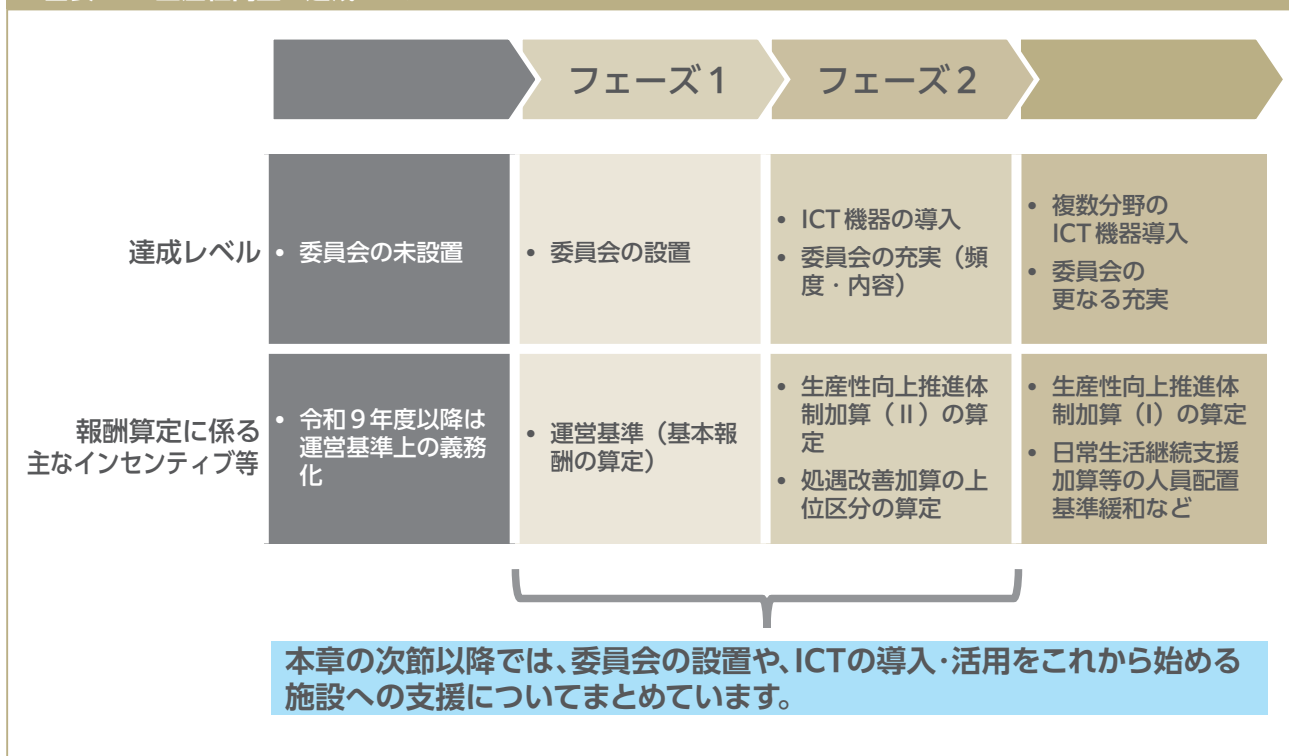 フェーズ1
フェーズ2
達成レベル
• 委員会の未設置
• 委員会の設置
• ICT機器の導入
• 委員会の充実（頻
度・内容）
• 複数分野の
ICT機器導入
• 委員会の
更なる充実
報酬算定に係る
主なインセンティブ等
• 令和9年度以降は
運営基準上の義務
化
• 運営基準（基本報
酬の算定）
• 生産性向上推進体
制加算（Ⅱ）の算
定
• 処遇改善加算の上
位区分の算定
• 生産性向上推進体
制加算（Ⅰ）の算定
• 日常生活継続支援
加算等の人員配置
基準緩和など
本章の次節以降では、委員会の設置や、ICTの導入・活用をこれから始める
施設への支援についてまとめています。